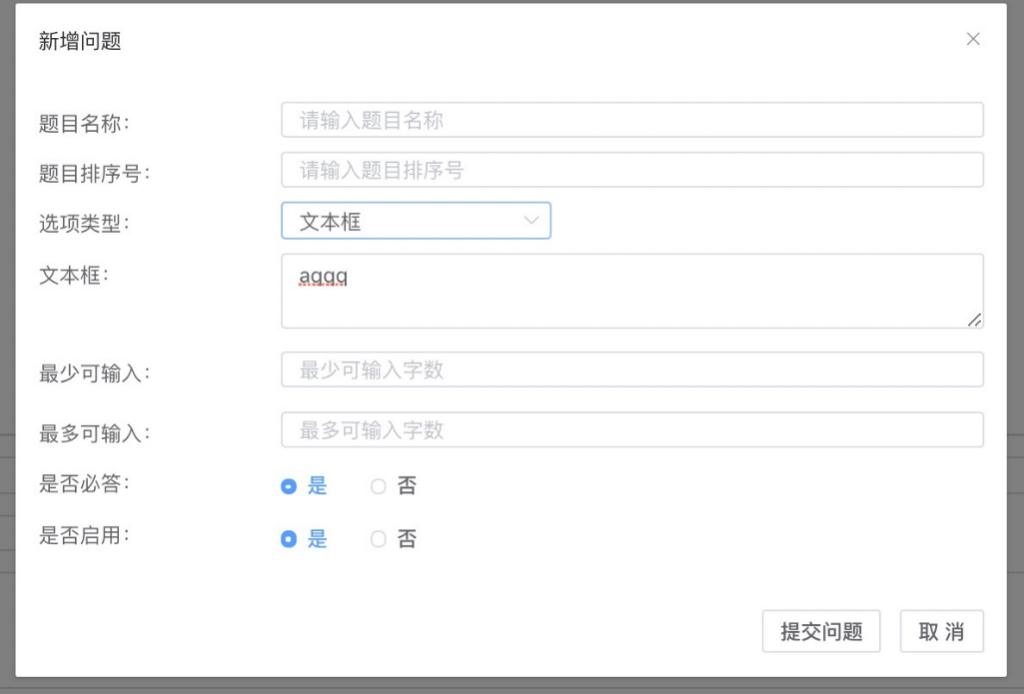 新增问题
题目名称： 请输入题目名称
题目排序号： 请输入题目排序号
选项类型： 文本框
文本框： aqqq
最少可输入： 最少可输入字数
最多可输入： 最多可输入字数
是否必答： 是 否
是否启用： 是 否
提交问题 取 消